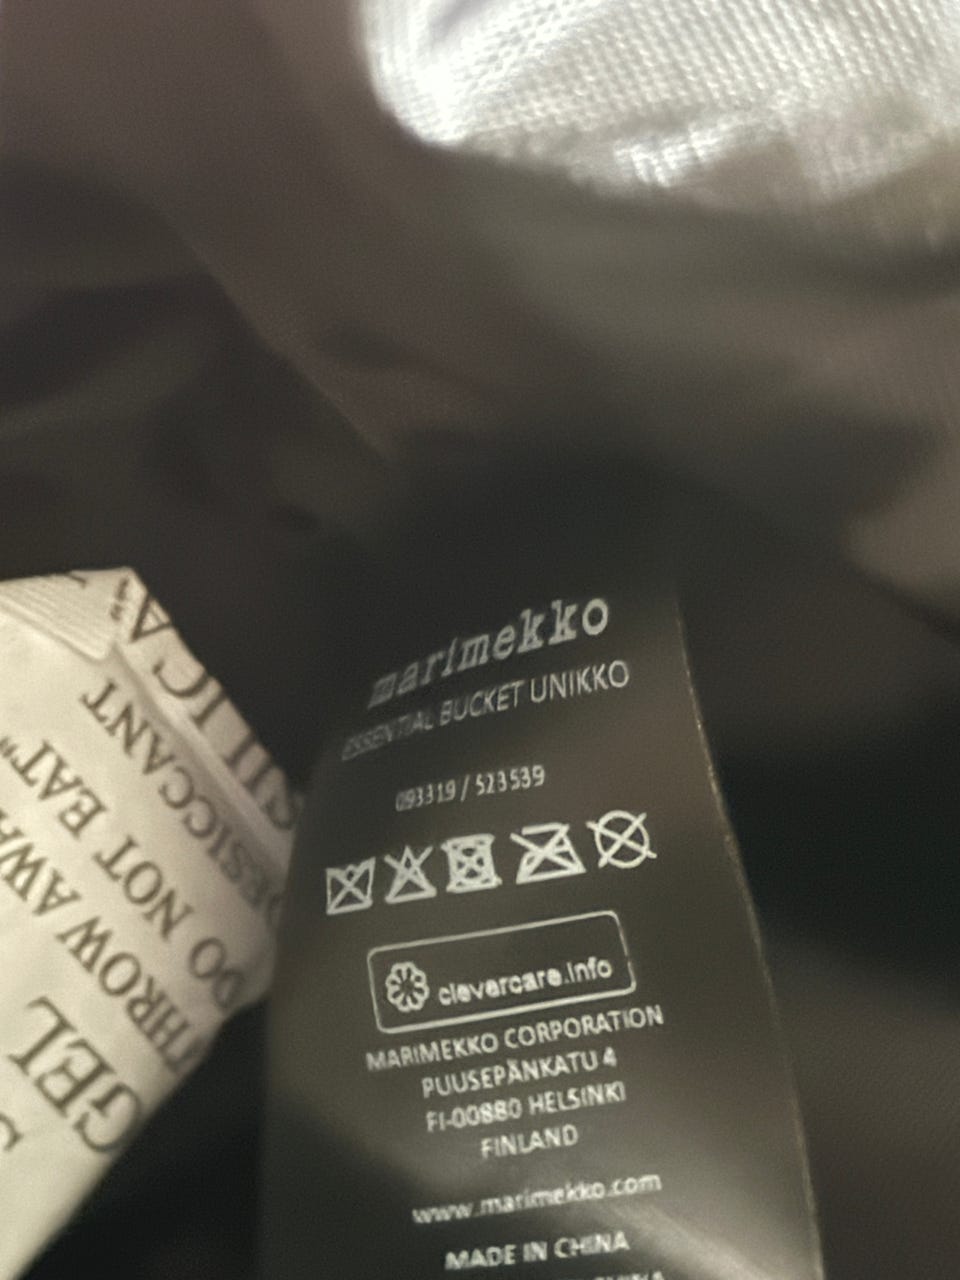 marimekko
ESSENTIAL BUCKET UNIKKO
093319 / 523539
clevercare.info
MARIMEKKO CORPORATION
PUUSEPÄNKATU 4
FI-00880 HELSINKI
FINLAND
www.marimekko.com
MADE IN CHINA
SILICA
GEL
DESICCANT
DO NOT EAT"
THROW